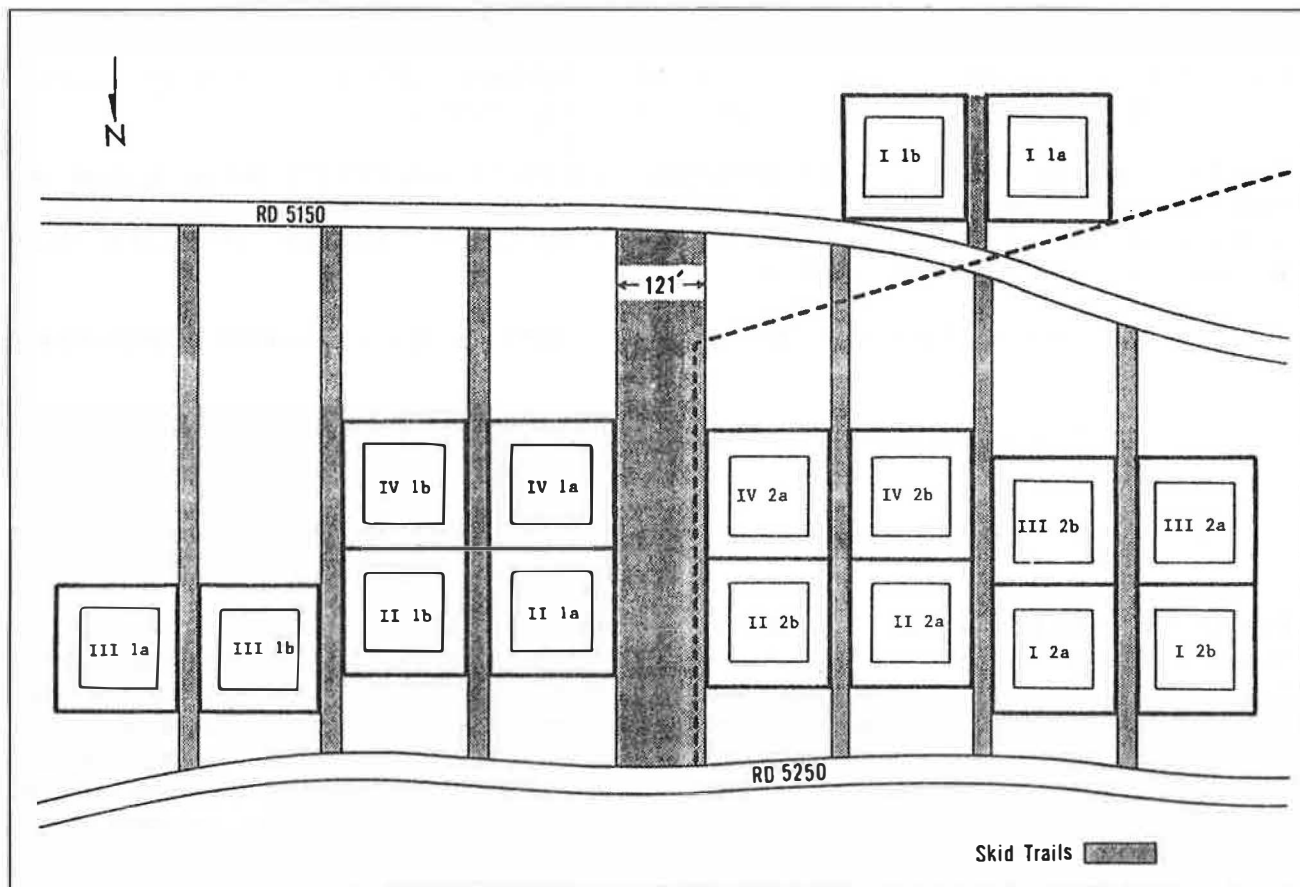 N
I 1b
I 1a
RD 5150
121′
IV 1b
IV 1a
IV 2a
IV 2b
III 2b
III 2a
III 1a
III 1b
II 1b
II 1a
II 2b
II 2a
I 2a
I 2b
RD 5250
Skid Trails